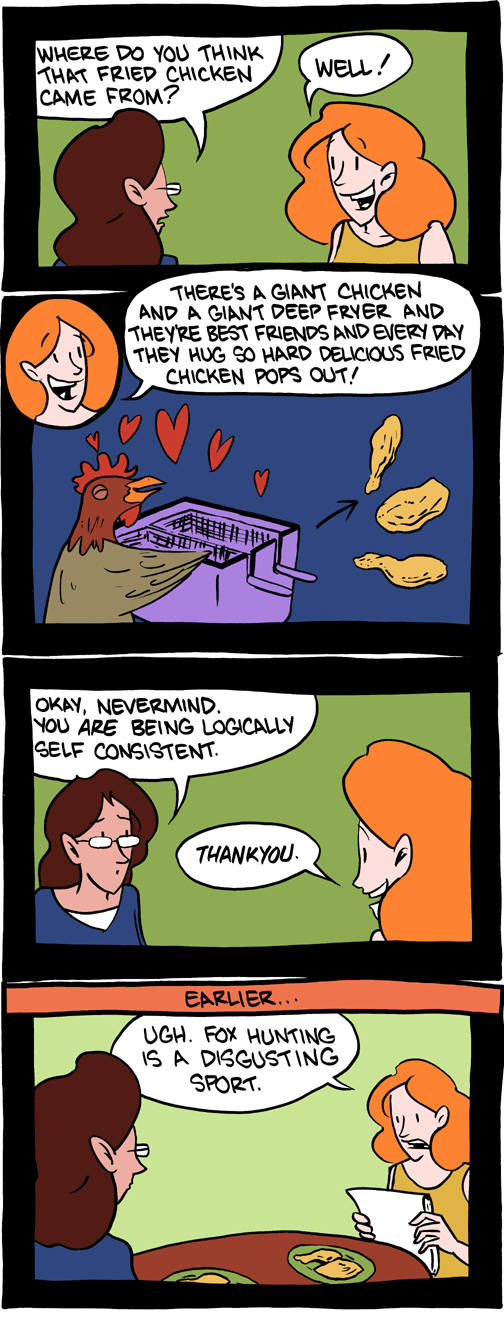 WHERE DO YOU THINK
THAT FRIED CHICKEN
CAME FROM?
WELL!
THERE'S A GIANT CHICKEN
AND A GIANT DEEP FRYER AND
THEY'RE BEST FRIENDS AND EVERY DAY
THEY HUG SO HARD DELICIOUS FRIED
CHICKEN POPS OUT!
OKAY, NEVERMIND.
YOU ARE BEING LOGICALLY
SELF CONSISTENT.
THANKYOU.
EARLIER...
UGH. FOX HUNTING
IS A DISGUSTING
SPORT.